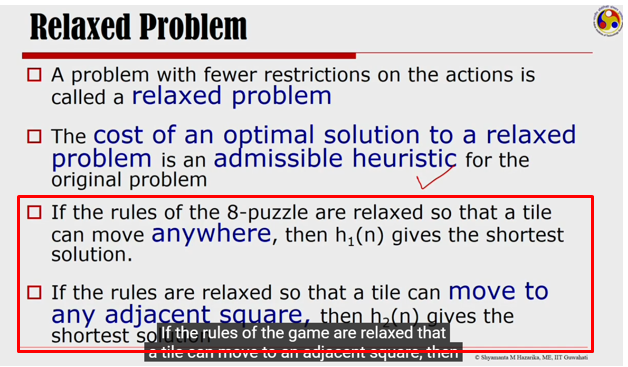 Relaxed Problem
A problem with fewer restrictions on the actions is
called a relaxed problem
The cost of an optimal solution to a relaxed
problem is an admissible heuristic for the
original problem
If the rules of the 8-puzzle are relaxed so that a tile
can move anywhere, then h₁(n) gives the shortest
solution.
If the rules are relaxed so that a tile can move to
any adjacent square, then h₂(n) gives the
shortest
If the rules of the game are relaxed that
a tile can move to an adjacent square, then
© Shyamanta M Hazarika, ME, IIT Guwahati